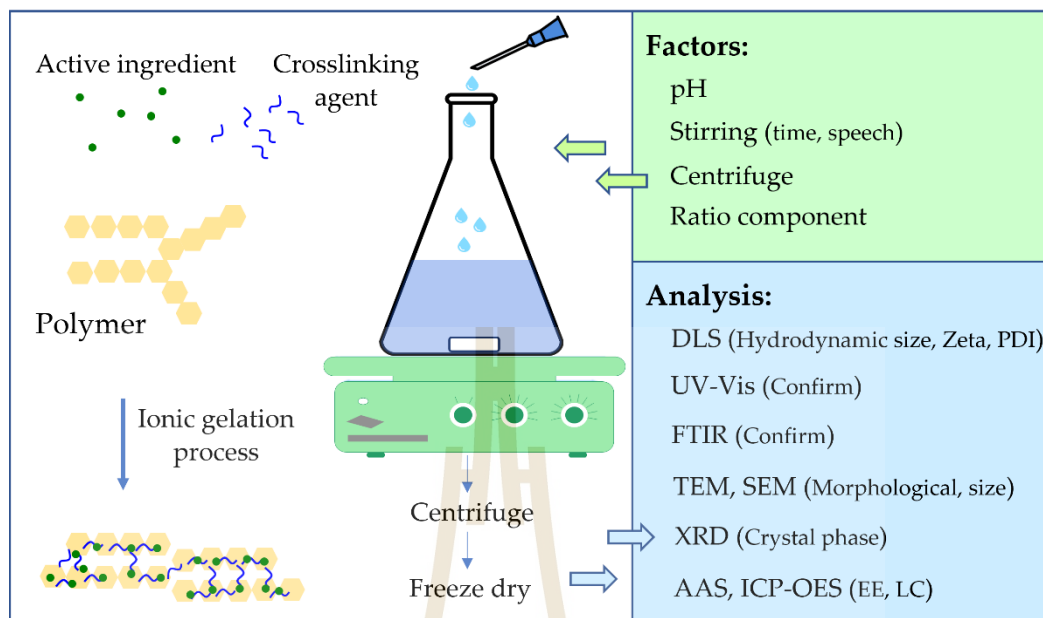 Active ingredient
Crosslinking
agent
Polymer
Ionic gelation
process
Centrifuge
Freeze dry
Factors:
pH
Stirring (time, speech)
Centrifuge
Ratio component
Analysis:
DLS (Hydrodynamic size, Zeta, PDI)
UV-Vis (Confirm)
FTIR (Confirm)
TEM, SEM (Morphological, size)
XRD (Crystal phase)
AAS, ICP-OES (EE, LC)